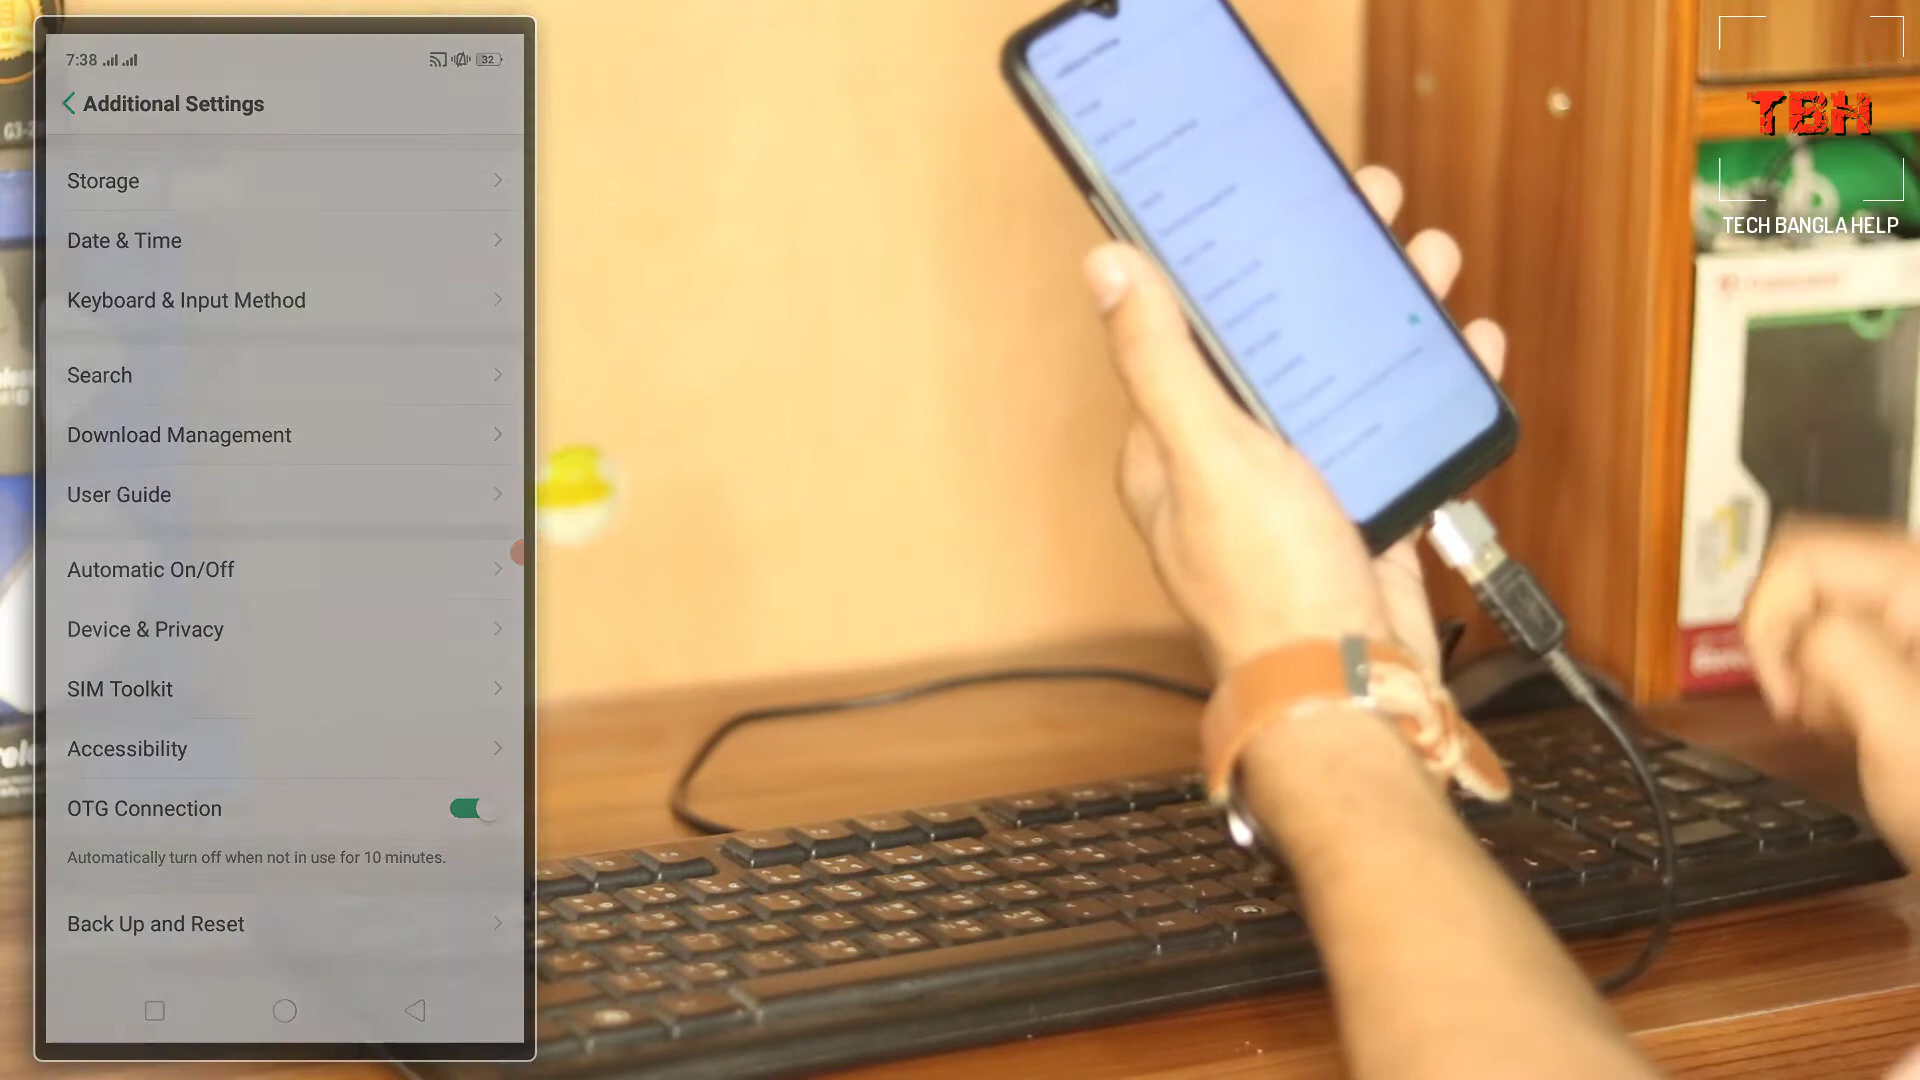 7:38
32
Additional Settings
Storage
Date & Time
Keyboard & Input Method
Search
Download Management
User Guide
Automatic On/Off
Device & Privacy
SIM Toolkit
Accessibility
OTG Connection
Automatically turn off when not in use for 10 minutes.
Back Up and Reset
TBH
TECH BANGLA HELP